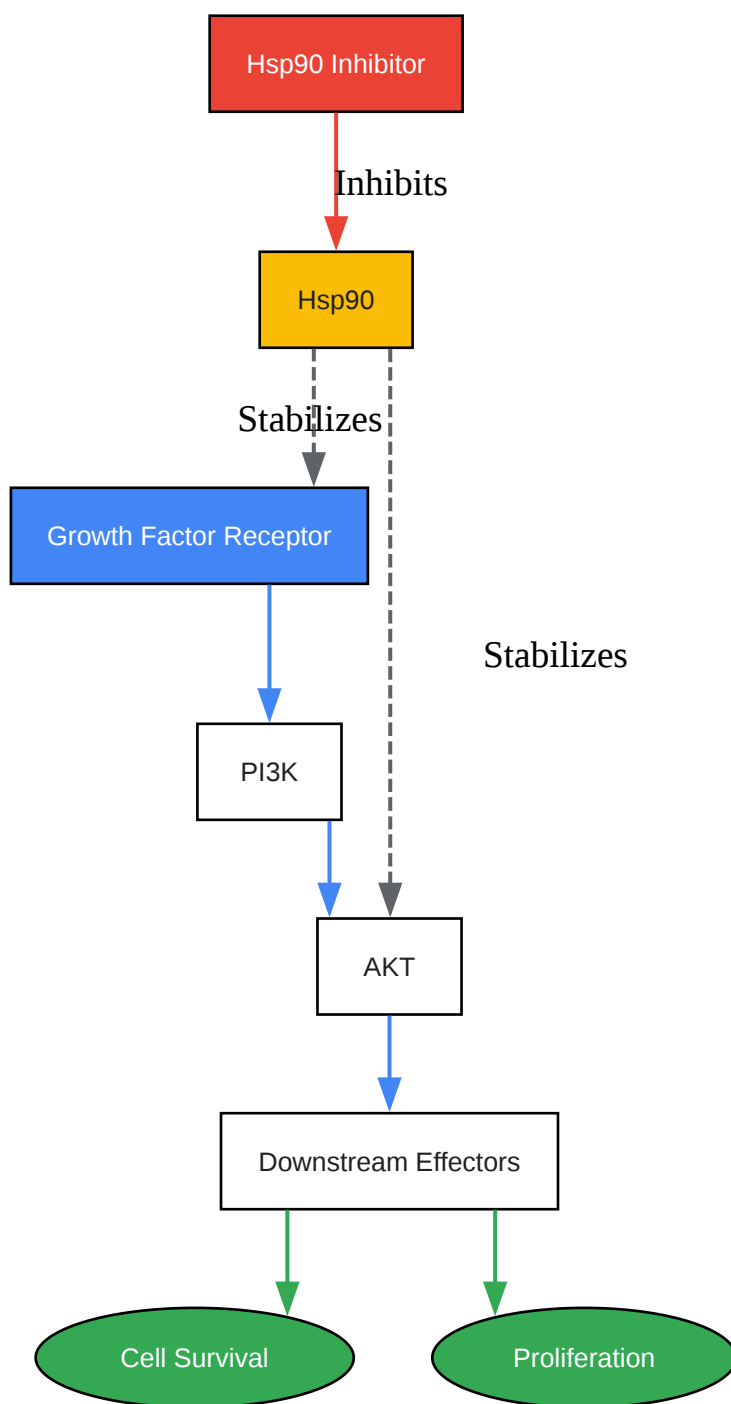 Hsp90 Inhibitor
Inhibits
Hsp90
Stabilizes
Growth Factor Receptor
Stabilizes
PI3K
AKT
Downstream Effectors
Cell Survival
Proliferation